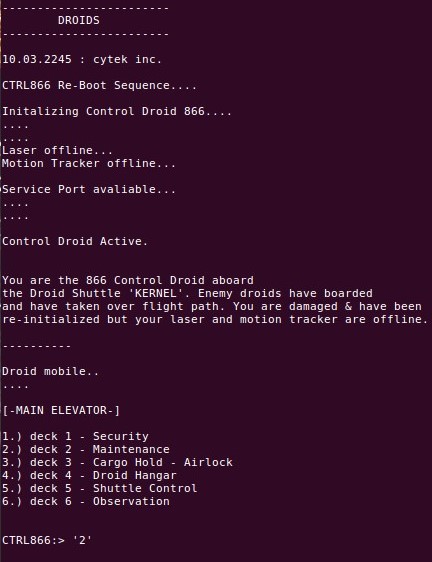 ------------------------
DROIDS
------------------------
10.03.2245 : cytek inc.
CTRL866 Re-Boot Sequence....
Initalizing Control Droid 866....
....
....
Laser offline...
Motion Tracker offline...
Service Port avaliable...
....
....
Control Droid Active.
You are the 866 Control Droid aboard
the Droid Shuttle 'KERNEL'. Enemy droids have boarded
and have taken over flight path. You are damaged & have been
re-initialized but your laser and motion tracker are offline.
----------
Droid mobile..
....
[-MAIN ELEVATOR-]
1.) deck 1 - Security
2.) deck 2 - Maintenance
3.) deck 3 - Cargo Hold - Airlock
4.) deck 4 - Droid Hangar
5.) deck 5 - Shuttle Control
6.) deck 6 - Observation
CTRL866:> '2'